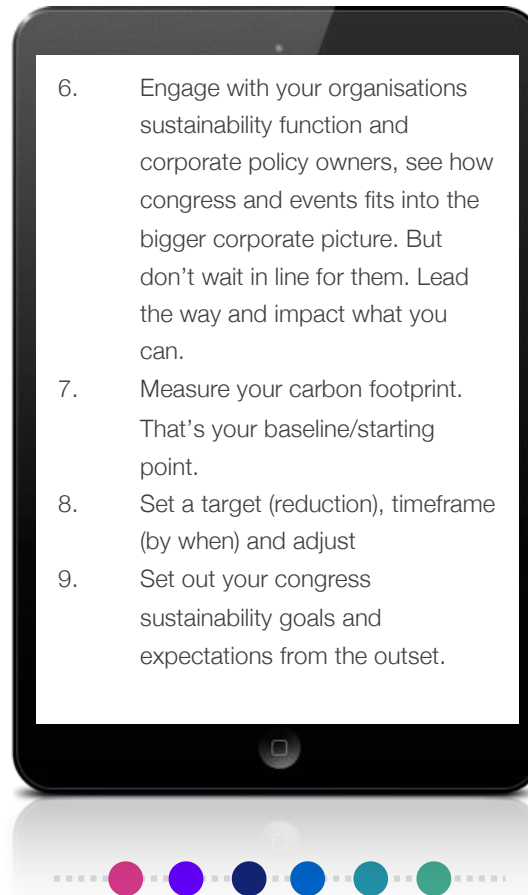 6. Engage with your organisations
sustainability function and
corporate policy owners, see how
congress and events fits into the
bigger corporate picture. But
don’t wait in line for them. Lead
the way and impact what you
can.
7. Measure your carbon footprint.
That’s your baseline/starting
point.
8. Set a target (reduction), timeframe
(by when) and adjust
9. Set out your congress
sustainability goals and
expectations from the outset.